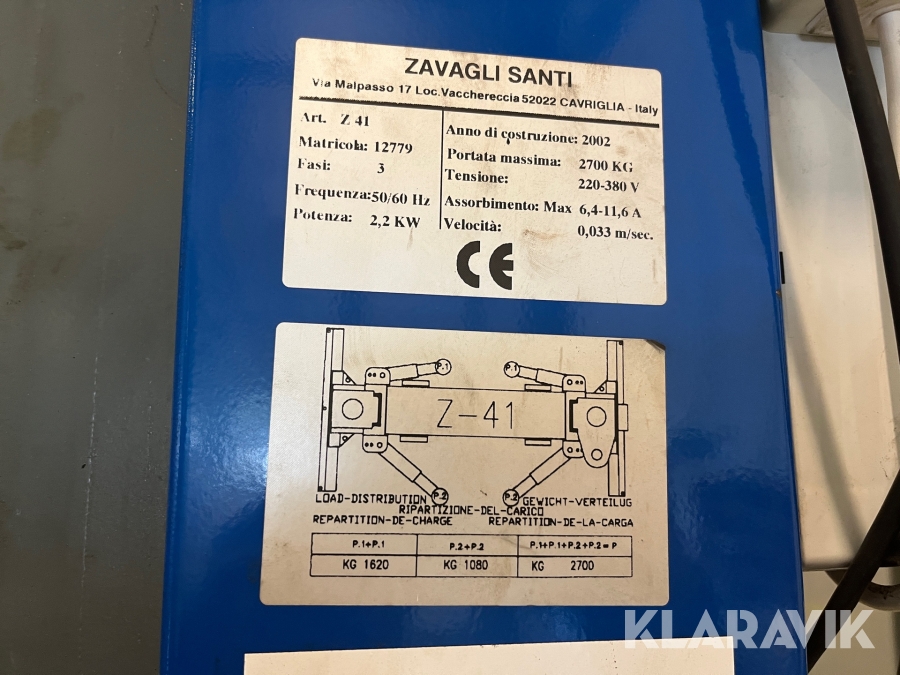 ZAVAGLI SANTI
Via Malpasso 17 Loc.Vacchereccia 52022 CAVRIGLIA - Italy
Art. Z 41
Matricola: 12779
Fasi: 3
Frequenza:50/60 Hz
Potenza: 2,2 KW
Anno di costruzione: 2002
Portata massima: 2700 KG
Tensione: 220-380 V
Assorbimento: Max 6,4-11,6 A
Velocità: 0,033 m/sec.
CE
P.1 P.1
Z-41
P.2 P.2
LOAD-DISTRIBUTION GEWICHT-VERTEILUG
RIPARTIZIONE-DEL-CARICO
REPARTITION-DE-CHARGE REPARTITION-DE-LA-CARGA
P.1+P.1 P.2+P.2 P.1+P.1+P.2+P.2=P
KG 1620 KG 1080 KG 2700
KLARAVIK